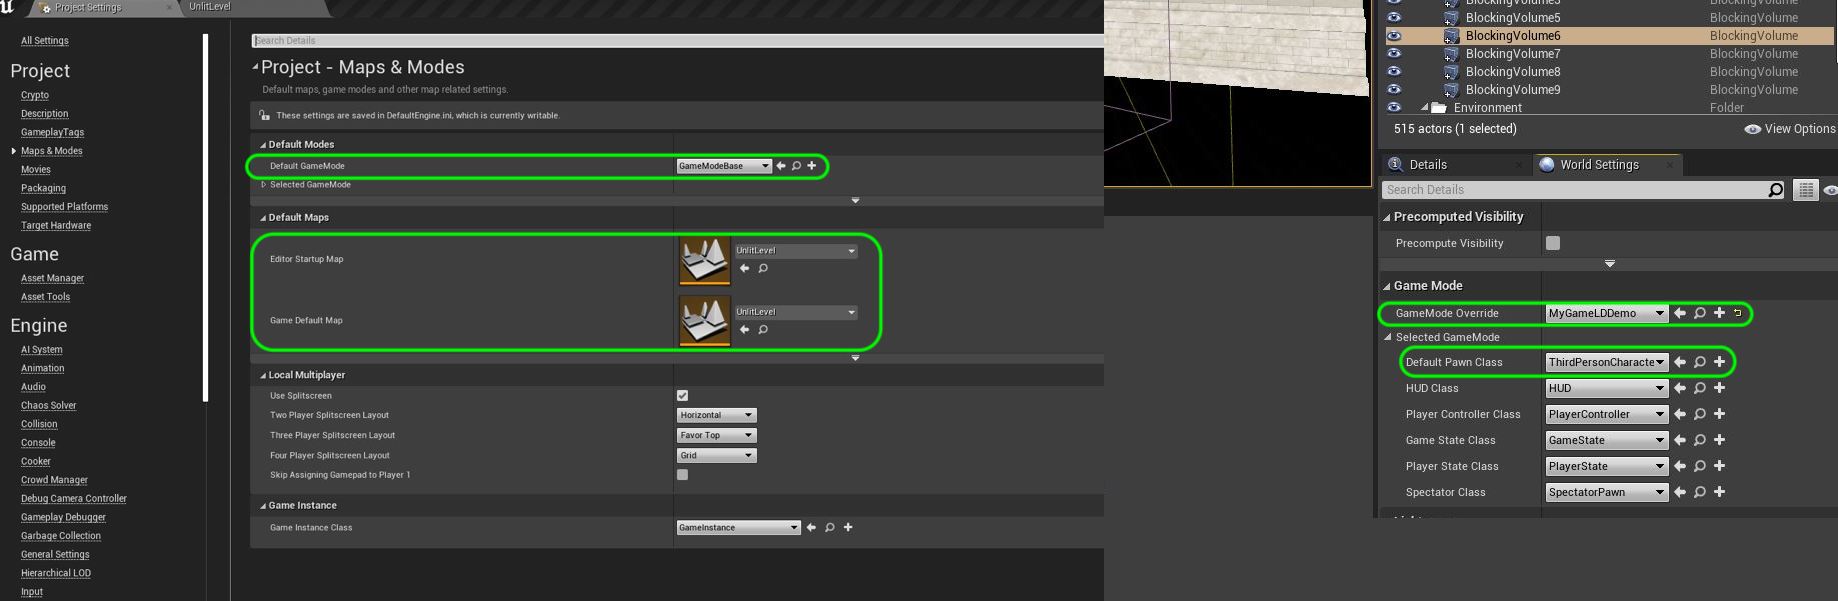 Project Settings
UnlitLevel
All Settings
Project
Crypto
Description
GameplayTags
Maps & Modes
Movies
Packaging
Supported Platforms
Target Hardware
Game
Asset Manager
Asset Tools
Engine
AI System
Animation
Audio
Chaos Solver
Collision
Console
Cooker
Crowd Manager
Debug Camera Controller
Gameplay Debugger
Garbage Collection
General Settings
Hierarchical LOD
Input
Search Details
Project - Maps & Modes
Default maps, game modes and other map related settings.
These settings are saved in DefaultEngine.ini, which is currently writable.
Default Modes
Default GameMode GameModeBase
Selected GameMode
Default Maps
Editor Startup Map UnlitLevel
Game Default Map UnlitLevel
Local Multiplayer
Use Splitscreen
Two Player Splitscreen Layout Horizontal
Three Player Splitscreen Layout Favor Top
Four Player Splitscreen Layout Grid
Skip Assigning Gamepad to Player 1
Game Instance
Game Instance Class GameInstance
BlockingVolume5 BlockingVolume
BlockingVolume6 BlockingVolume
BlockingVolume7 BlockingVolume
BlockingVolume8 BlockingVolume
BlockingVolume9 BlockingVolume
Environment Folder
515 actors (1 selected) View Options
Details World Settings
Search Details
Precomputed Visibility
Precompute Visibility
Game Mode
GameMode Override MyGameLDDemo
Selected GameMode
Default Pawn Class ThirdPersonCharacte
HUD Class HUD
Player Controller Class PlayerController
Game State Class GameState
Player State Class PlayerState
Spectator Class SpectatorPawn